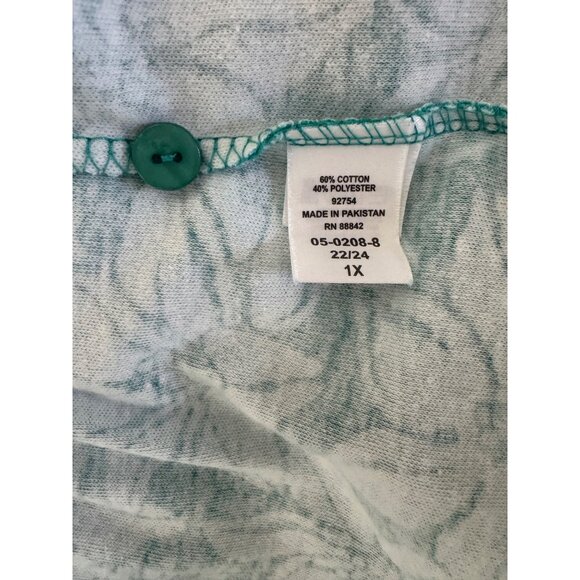 60% COTTON
40% POLYESTER
92754
MADE IN PAKISTAN
RN 88842
05-0208-8
22/24
1X